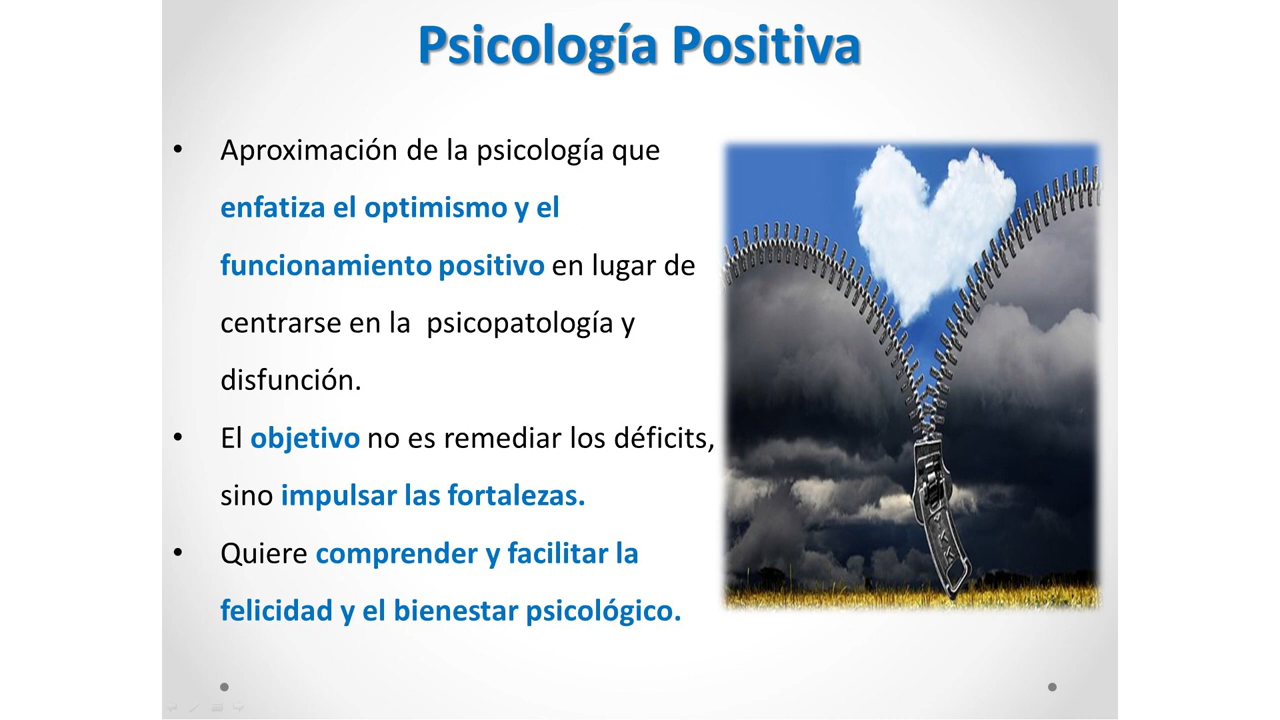 Psicología Positiva
• Aproximación de la psicología que
enfatiza el optimismo y el
funcionamiento positivo en lugar de
centrarse en la  psicopatología y
disfunción.
• El objetivo no es remediar los déficits,
sino impulsar las fortalezas.
• Quiere comprender y facilitar la
felicidad y el bienestar psicológico.